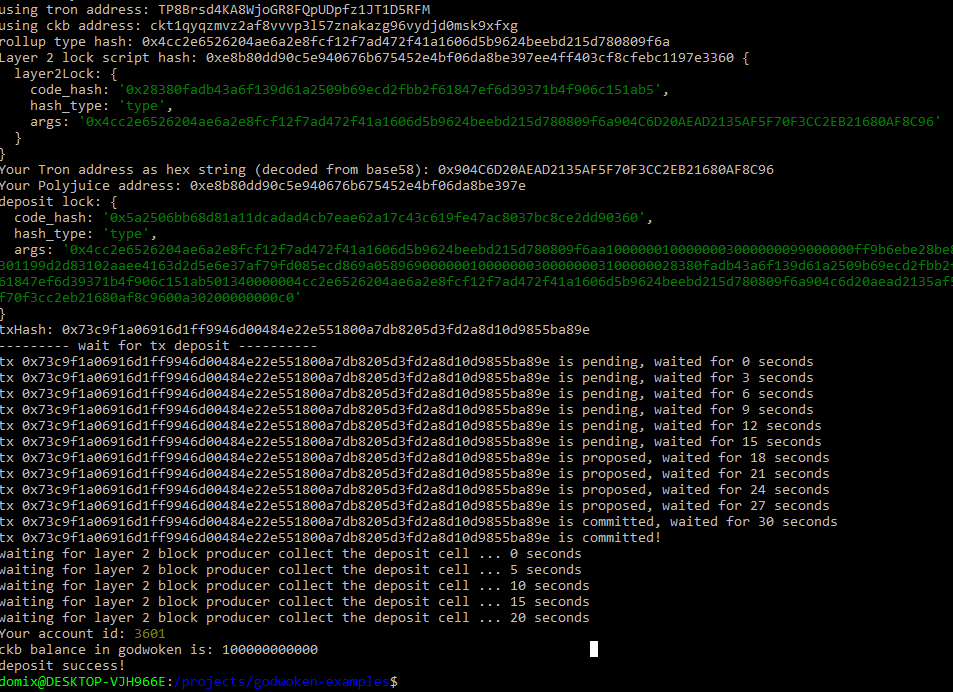 using tron address: TP8Brsd4KA8WjoGR8FQpUDpfz1JT1D5RFM
using ckb address: ckt1qyqzmvz2af8vvvp3l57znakazg96vydjd0msk9xfxg
rollup type hash: 0x4cc2e6526204ae6a2e8fcf12f7ad472f41a1606d5b9624beebd215d780809f6a
Layer 2 lock script hash: 0xe8b80dd90c5e940676b675452e4bf06da8be397ee4ff403cf8cfebc1197e3360 {
layer2Lock: {
code_hash: '0x28380fadb43a6f139d61a2509b69ecd2fbb2f61847ef6d39371b4f906c151ab5',
hash_type: 'type',
args: '0x4cc2e6526204ae6a2e8fcf12f7ad472f41a1606d5b9624beebd215d780809f6a904C6D20AEAD2135AF5F70F3CC2EB21680AF8C96'
}
}
Your Tron address as hex string (decoded from base58): 0x904C6D20AEAD2135AF5F70F3CC2EB21680AF8C96
Your Polyjuice address: 0xe8b80dd90c5e940676b675452e4bf06da8be397e
deposit lock: {
code_hash: '0x5a2506bb68d81a11dcadad4cb7eae62a17c43c619fe47ac8037bc8ce2dd90360',
hash_type: 'type',
args: '0x4cc2e6526204ae6a2e8fcf12f7ad472f41a1606d5b9624beebd215d780809f6aa10000001000000030000000990000000ff9b6ebe28be8
301199d2d83102aaee4163d2d5e6e37af79fd085ecd869a05896900000010000000300000003100000028380fadb43a6f139d61a2509b69ecd2fbb2f
61847ef6d39371b4f906c151ab501340000004cc2e6526204ae6a2e8fcf12f7ad472f41a1606d5b9624beebd215d780809f6a904c6d20aead2135af5
f70f3cc2eb21680af8c9600a30200000000c0'
}
txHash: 0x73c9f1a06916d1ff9946d00484e22e551800a7db8205d3fd2a8d10d9855ba89e
--------- wait for tx deposit ----------
tx 0x73c9f1a06916d1ff9946d00484e22e551800a7db8205d3fd2a8d10d9855ba89e is pending, waited for 0 seconds
tx 0x73c9f1a06916d1ff9946d00484e22e551800a7db8205d3fd2a8d10d9855ba89e is pending, waited for 3 seconds
tx 0x73c9f1a06916d1ff9946d00484e22e551800a7db8205d3fd2a8d10d9855ba89e is pending, waited for 6 seconds
tx 0x73c9f1a06916d1ff9946d00484e22e551800a7db8205d3fd2a8d10d9855ba89e is pending, waited for 9 seconds
tx 0x73c9f1a06916d1ff9946d00484e22e551800a7db8205d3fd2a8d10d9855ba89e is pending, waited for 12 seconds
tx 0x73c9f1a06916d1ff9946d00484e22e551800a7db8205d3fd2a8d10d9855ba89e is pending, waited for 15 seconds
tx 0x73c9f1a06916d1ff9946d00484e22e551800a7db8205d3fd2a8d10d9855ba89e is proposed, waited for 18 seconds
tx 0x73c9f1a06916d1ff9946d00484e22e551800a7db8205d3fd2a8d10d9855ba89e is proposed, waited for 21 seconds
tx 0x73c9f1a06916d1ff9946d00484e22e551800a7db8205d3fd2a8d10d9855ba89e is proposed, waited for 24 seconds
tx 0x73c9f1a06916d1ff9946d00484e22e551800a7db8205d3fd2a8d10d9855ba89e is proposed, waited for 27 seconds
tx 0x73c9f1a06916d1ff9946d00484e22e551800a7db8205d3fd2a8d10d9855ba89e is committed, waited for 30 seconds
tx 0x73c9f1a06916d1ff9946d00484e22e551800a7db8205d3fd2a8d10d9855ba89e is committed!
waiting for layer 2 block producer collect the deposit cell ... 0 seconds
waiting for layer 2 block producer collect the deposit cell ... 5 seconds
waiting for layer 2 block producer collect the deposit cell ... 10 seconds
waiting for layer 2 block producer collect the deposit cell ... 15 seconds
waiting for layer 2 block producer collect the deposit cell ... 20 seconds
Your account id: 3601
ckb balance in godwoken is: 100000000000
deposit success!
domix@DESKTOP-VJH966E:/projects/godwoken-examples$